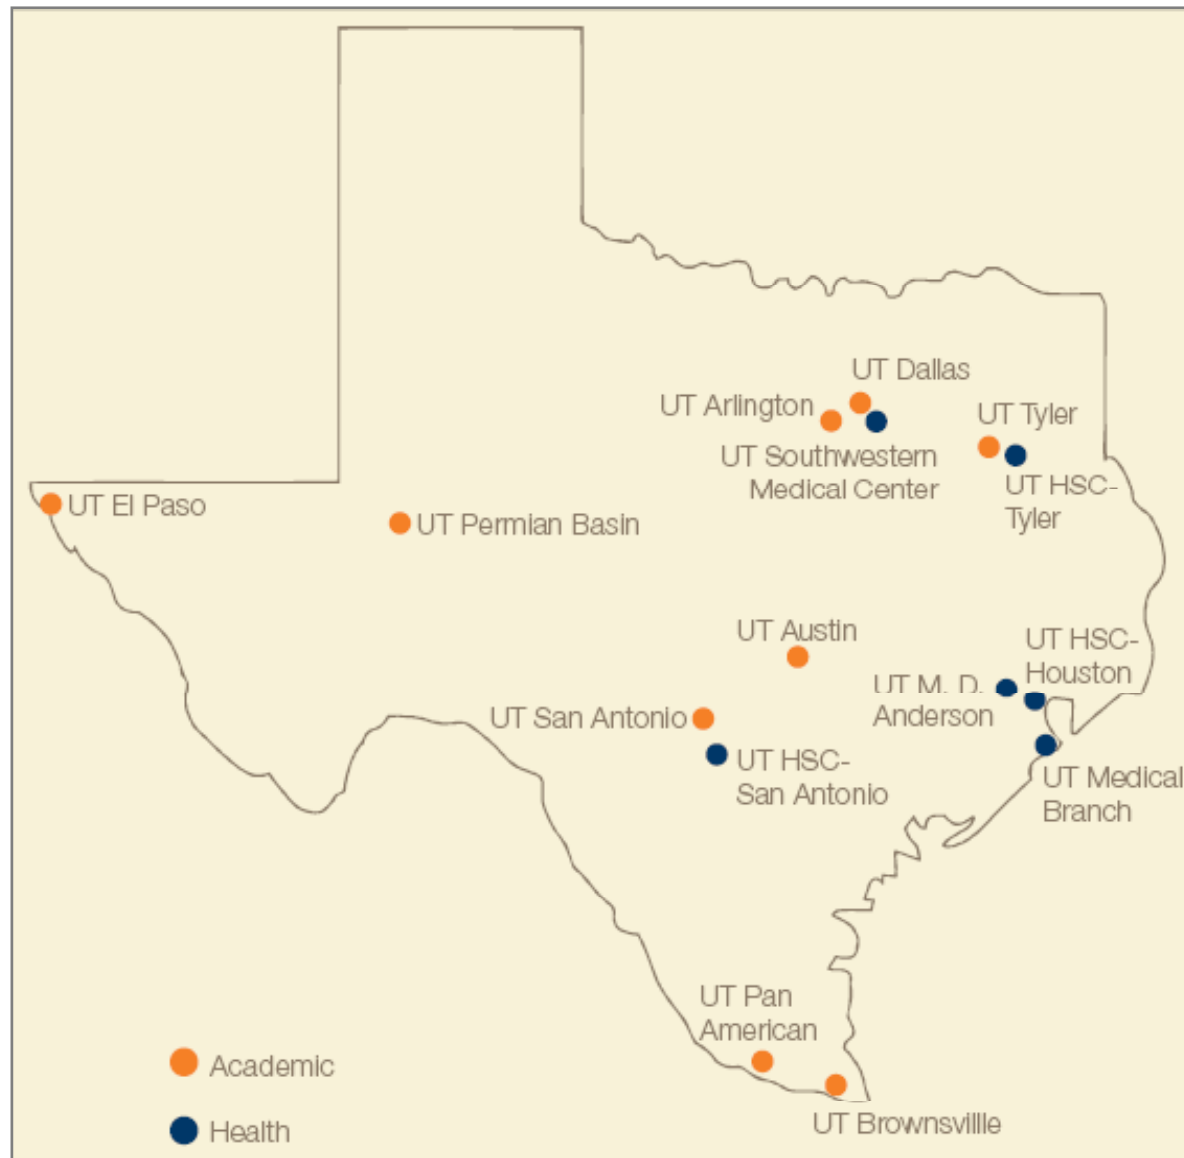 UT Dallas
UT Arlington
UT Tyler
UT Southwestern
Medical Center
UT HSC-
Tyler
UT El Paso
UT Permian Basin
UT Austin
UT HSC-
Houston
UT M. D.
Anderson
UT San Antonio
UT HSC-
San Antonio
UT Medical
Branch
UT Pan
American
UT Brownsvillle
Academic
Health